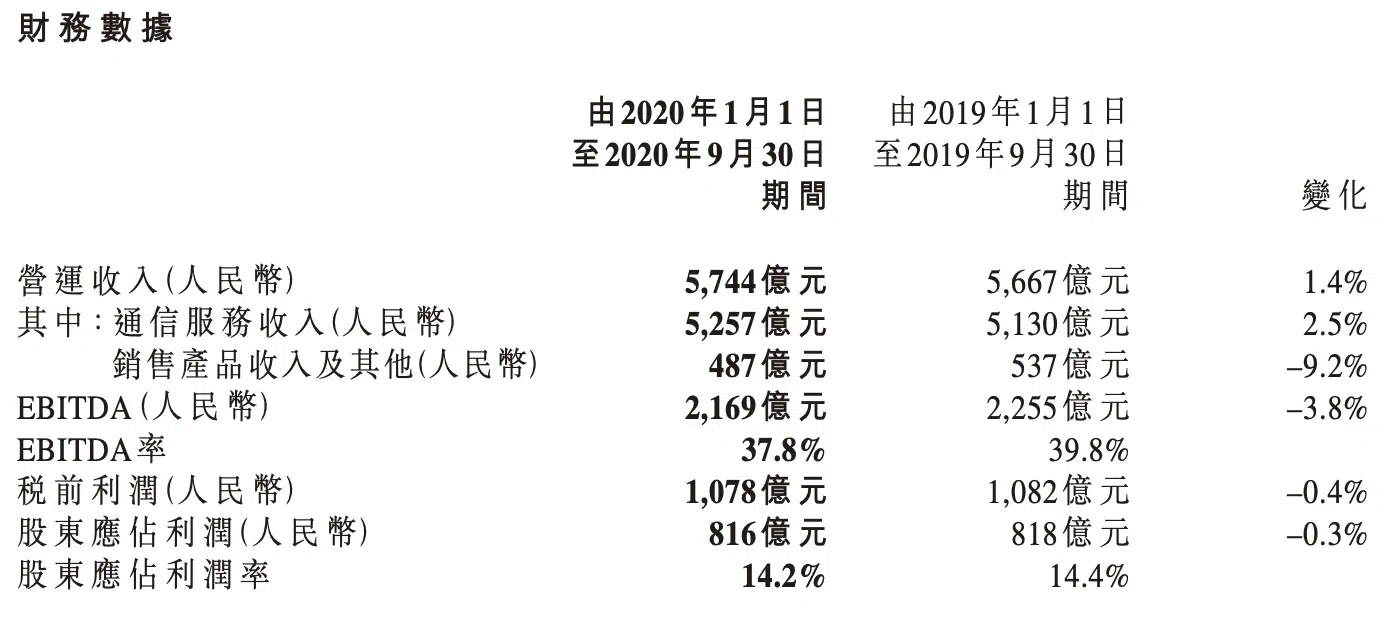 財務數據
由2020年1月1日 由2019年1月1日
至2020年9月30日 至2019年9月30日
期間 期間 變化
營運收入(人民幣) 5,744億元 5,667億元 1.4%
其中：通信服務收入(人民幣) 5,257億元 5,130億元 2.5%
銷售產品收入及其他(人民幣) 487億元 537億元 –9.2%
EBITDA(人民幣) 2,169億元 2,255億元 –3.8%
EBITDA率 37.8% 39.8%
税前利潤(人民幣) 1,078億元 1,082億元 –0.4%
股東應佔利潤(人民幣) 816億元 818億元 –0.3%
股東應佔利潤率 14.2% 14.4%